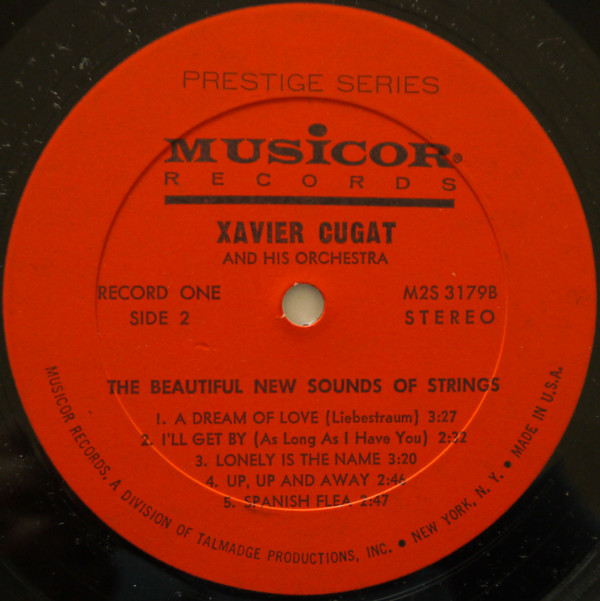 PRESTIGE SERIES
MUSICOR®
RECORDS
XAVIER CUGAT
AND HIS ORCHESTRA
RECORD ONE
SIDE 2
M2S 3179B
STEREO
THE BEAUTIFUL NEW SOUNDS OF STRINGS
1. A DREAM OF LOVE (Liebestraum) 3:27
2. I'LL GET BY (As Long As I Have You) 2:32
3. LONELY IS THE NAME 3:20
4. UP, UP AND AWAY 2:46
5. SPANISH FLEA 2:47
MUSICOR RECORDS, A DIVISION OF TALMADGE PRODUCTIONS, INC. • NEW YORK, N. Y. • MADE IN U.S.A.